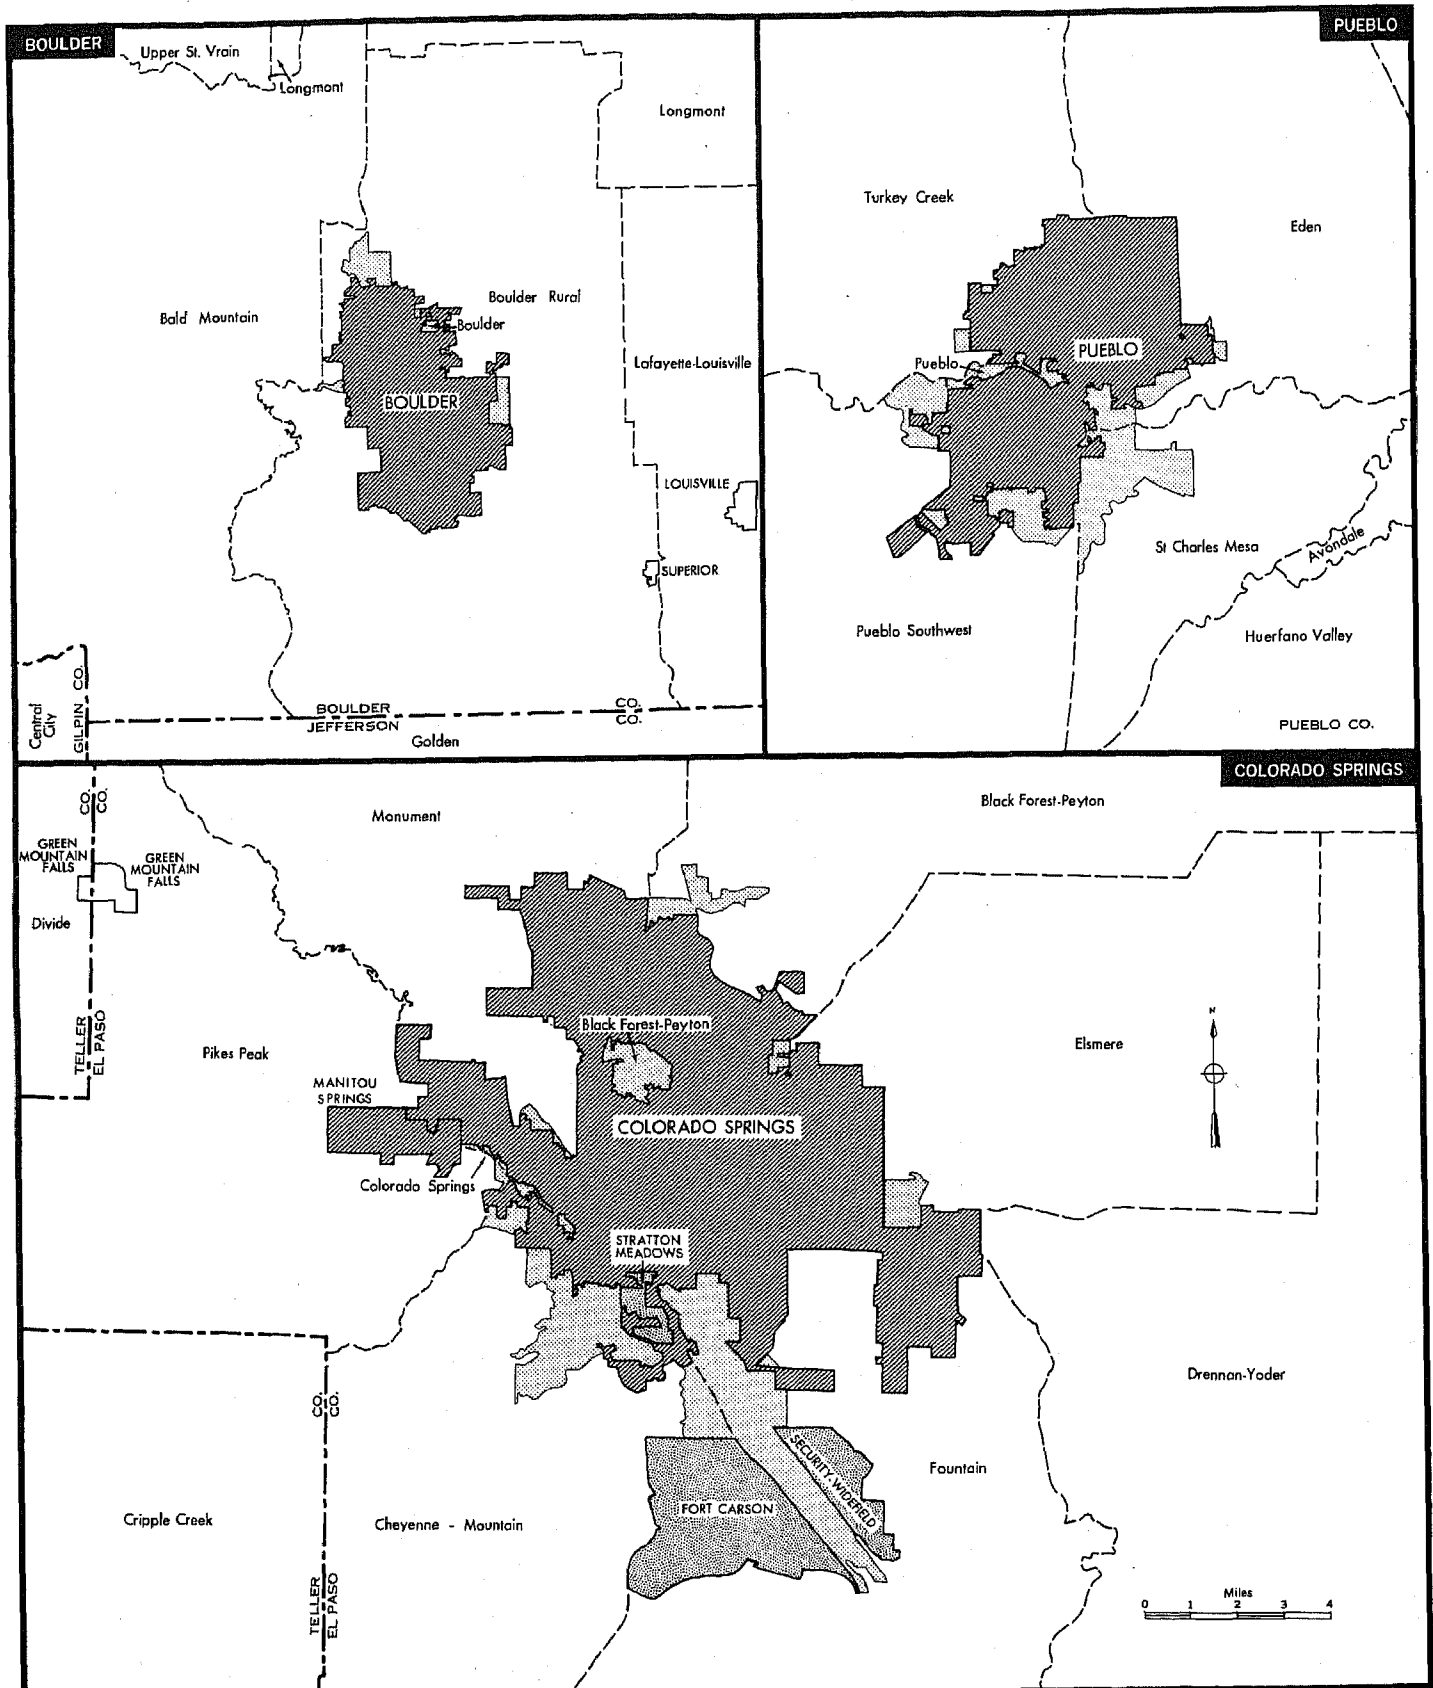 BOULDER
Upper St. Vrain
Longmont
Longmont
Bald Mountain
Boulder Rural
Boulder
Lafayette-Louisville
BOULDER
LOUISVILLE
SUPERIOR
Central
City
GILPIN CO.
BOULDER CO.
JEFFERSON CO.
Golden
PUEBLO
Turkey Creek
Eden
PUEBLO
Pueblo
St Charles Mesa
Avondale
Pueblo Southwest
Huerfano Valley
PUEBLO CO.
COLORADO SPRINGS
Black Forest-Peyton
Monument
CO.
CO.
GREEN
MOUNTAIN
FALLS
GREEN
MOUNTAIN
FALLS
Divide
TELLER
EL PASO
Pikes Peak
Black Forest-Peyton
Elsmere
N
MANITOU
SPRINGS
COLORADO SPRINGS
Colorado Springs
STRATTON
MEADOWS
CO.
CO.
Drennan-Yoder
SECURITY-WIDEFIELD
Fountain
FORT CARSON
Cripple Creek
Cheyenne - Mountain
TELLER
EL PASO
Miles
0 1 2 3 4